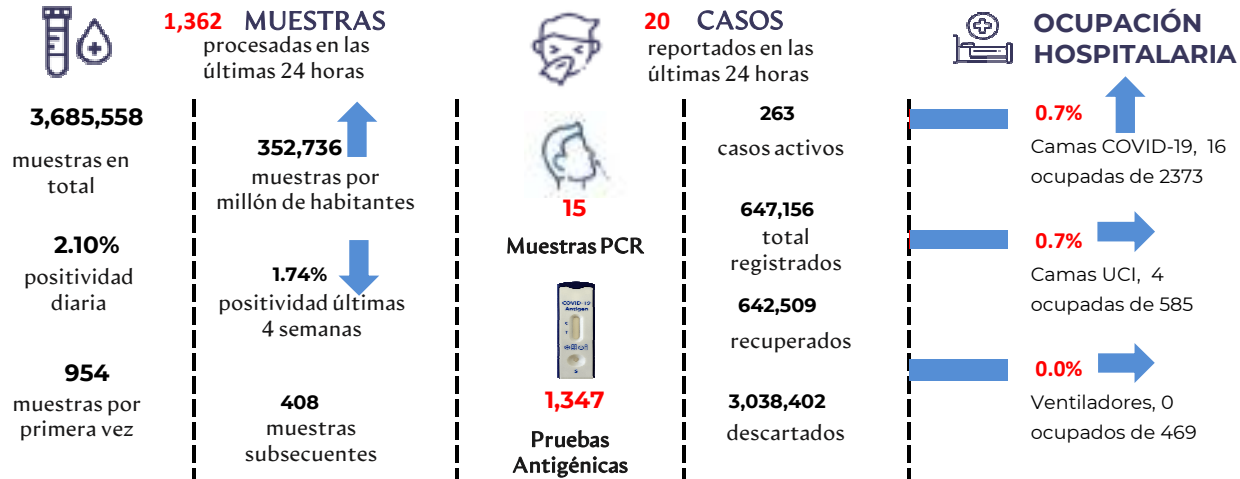 1,362 MUESTRAS
procesadas en las
últimas 24 horas
20 CASOS
reportados en las
últimas 24 horas
OCUPACIÓN
HOSPITALARIA
3,685,558
muestras en
total
2.10%
positividad
diaria
954
muestras por
primera vez
352,736
muestras por
millón de habitantes
1.74%
positividad últimas
4 semanas
408
muestras
subsecuentes
15
Muestras PCR
COVID-19
Antigen
C
T
S
1,347
Pruebas
Antigénicas
263
casos activos
647,156
total
registrados
642,509
recuperados
3,038,402
descartados
0.7%
Camas COVID-19, 16
ocupadas de 2373
0.7%
Camas UCI, 4
ocupadas de 585
0.0%
Ventiladores, 0
ocupados de 469